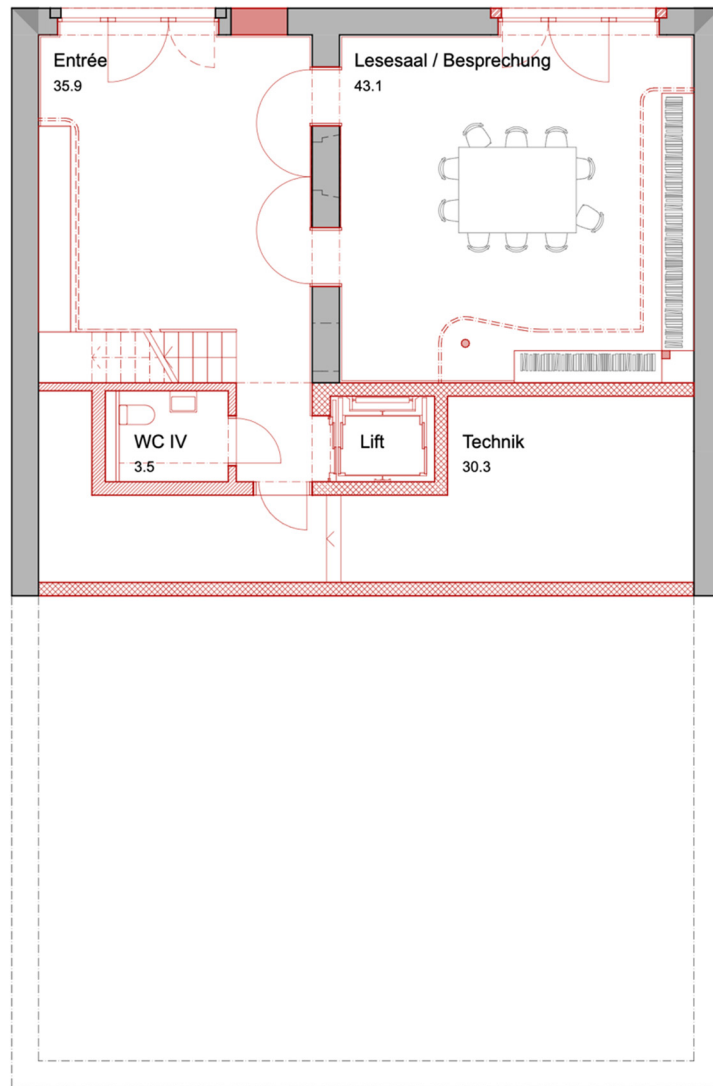 Entrée
35.9
Lesesaal / Besprechung
43.1
WC IV
3.5
Lift
Technik
30.3